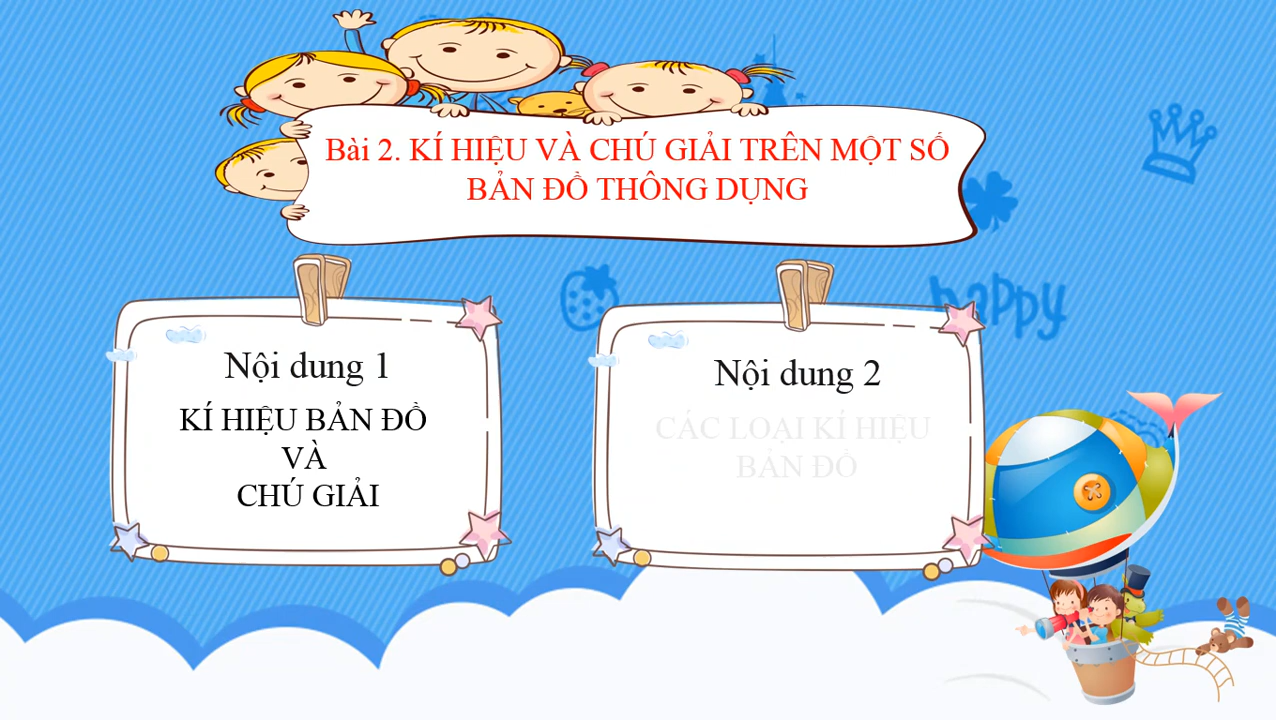 Bài 2. KÍ HIỆU VÀ CHÚ GIẢI TRÊN MỘT SỐ
BẢN ĐỒ THÔNG DỤNG
happy
Nội dung 1
KÍ HIỆU BẢN ĐỒ
VÀ
CHÚ GIẢI
Nội dung 2
CÁC LOẠI KÍ HIỆU
BẢN ĐỒ